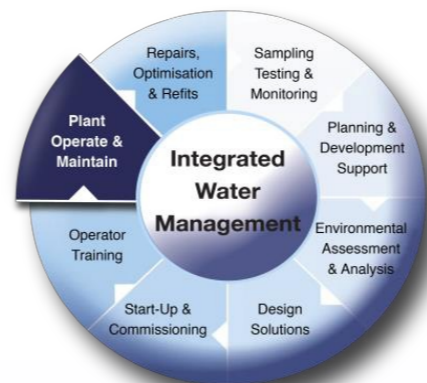 Integrated
Water
Management
Sampling
Testing &
Monitoring
Planning &
Development
Support
Environmental
Assessment
& Analysis
Design
Solutions
Start-Up &
Commissioning
Operator
Training
Plant
Operate &
Maintain
Repairs,
Optimisation
& Refits